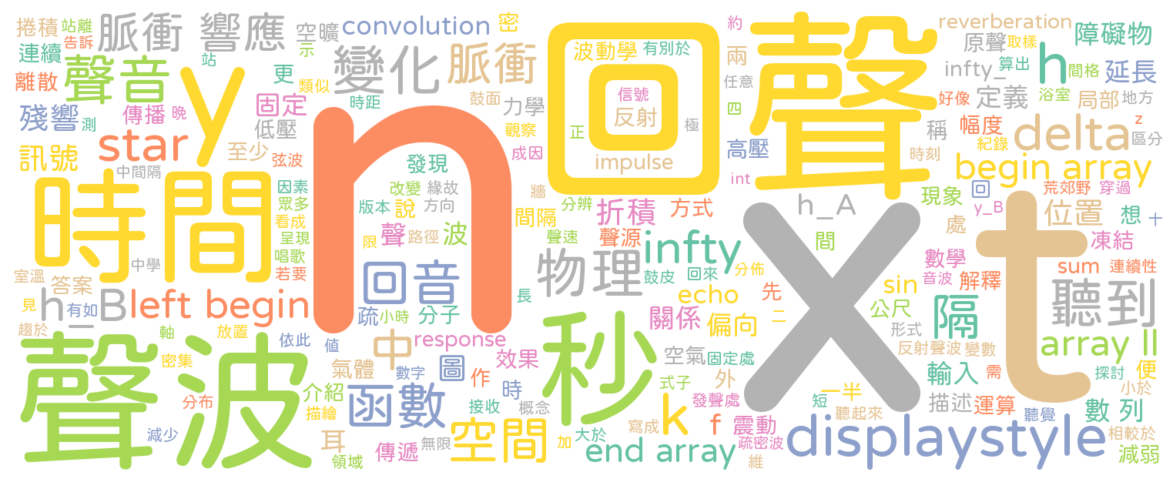 捲積
站離
告訴
脈衝 響應
空曠
convolution
密
示
站
連續
離散
聲音
y
更
類似
變化
脈衝
回聲
波動學
有別於
信號
反射
impulse
正
極
約
兩
任意
四
高壓
int
reverberation
原聲
取樣
障礙物
infty_
算出
h
間格
延長
好像
定義
浴室
局部
地方
稱
幅度
delta
z
區分
時刻
紀錄
begin array
殘響
測
傳播
晚
固定
低壓
時距
鼓面
力學
觀察
成因
訊號
star
至少
弦波
中間隔
n
發現
改變
緣故
版本
說
方向
限
聲
路徑
波
回音
疏
小時
分子
牆
分辨
折積
方式
間隔
聲源
聲速
infty
物理
鼓皮
回來
分佈
echo
先
長
關係
偏向
二
h_A
間
x
t
現象
回
y_B
荒郊野
穿過
處
位置
想
十
數學
凍結
音波
解釋
sum
連續性
sin
聽到
公尺
形式
隔
反射聲波
變數
array ll
時間
因素
眾多
看成
呈現
唱歌
若要
中學
室溫
答案
見
有如
h_B
left begin
趨於
軸
放置
依此
值
聲波
密集
分布
減少
氣體
數字
中
圖
response
效果
介紹
描繪
函數
作
時
接收
概念
耳
傳遞
領域
無限
空間
加
秒
空氣
固定處
式子
外
發聲處
k
寫成
大於
f
震動
疏密波
維
end array
短
一半
聽起來
displaystyle
輸入
需
探討
便
小於
描述
運算
數 列
聽覺
相較於
減弱